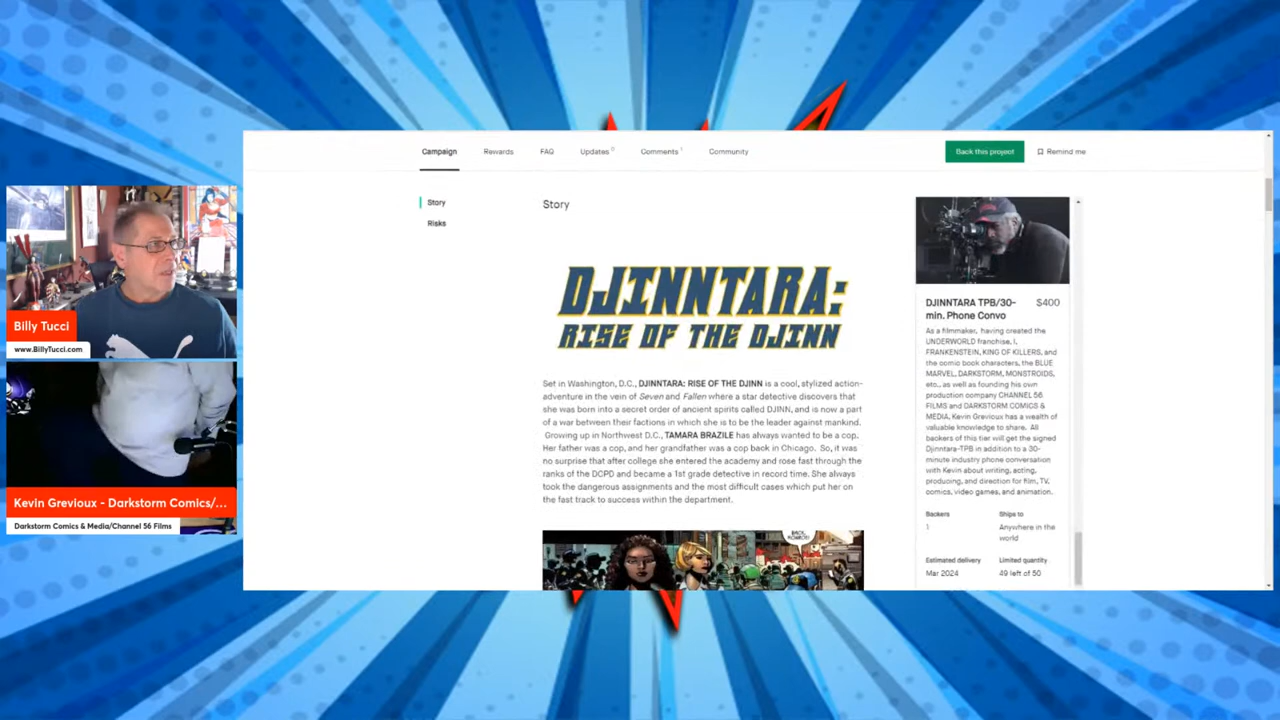 Campaign
Rewards
FAQ
Updates 0
Comments 1
Community
Back this project
Remind me
Story
Risks
Story
DJINNTARA:
RISE OF THE DJINN
Set in Washington, D.C., DJINNTARA: RISE OF THE DJINN is a cool, stylized action-
adventure in the vein of Seven and Fallen where a star detective discovers that
she was born into a secret order of ancient spirits called DJINN, and is now a part
of a war between their factions in which she is to be the leader against mankind.
Growing up in Northwest D.C., TAMARA BRAZILE has always wanted to be a cop.
Her father was a cop, and her grandfather was a cop back in Chicago. So, it was
no surprise that after college she entered the academy and rose fast through the
ranks of the DCPD and became a 1st grade detective in record time. She always
took the dangerous assignments and the most difficult cases which put her on
the fast track to success within the department.
BACK,
DJINNTARA TPB/30-
min. Phone Convo
$400
As a filmmaker, having created the
UNDERWORLD franchise, I,
FRANKENSTEIN, KING OF KILLERS, and
the comic book characters, the BLUE
MARVEL, DARKSTORM, MONSTROIDS,
etc., as well as founding his own
production company CHANNEL 56
FILMS and DARKSTORM COMICS &
MEDIA, Kevin Grevioux has a wealth of
valuable knowledge to share. All
backers of this tier will get the signed
Djinntara-TPB in addition to a 30-
minute industry phone conversation
with Kevin about writing, acting,
producing, and direction for film, TV,
comics, video games, and animation.
Backers
1
Ships to
Anywhere in the
world
Estimated delivery
Mar 2024
Limited quantity
49 left of 50
Billy Tucci
www.BillyTucci.com
Kevin Grevioux - Darkstorm Comics/...
Darkstorm Comics & Media/Channel 56 Films